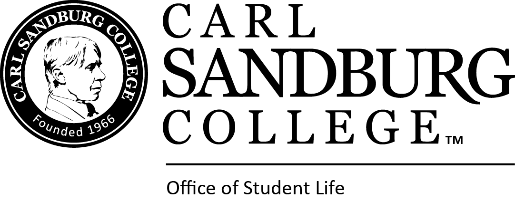 CARL SANDBURG COLLEGE
Founded 1966
CARL
SANDBURG
COLLEGE™
Office of Student Life